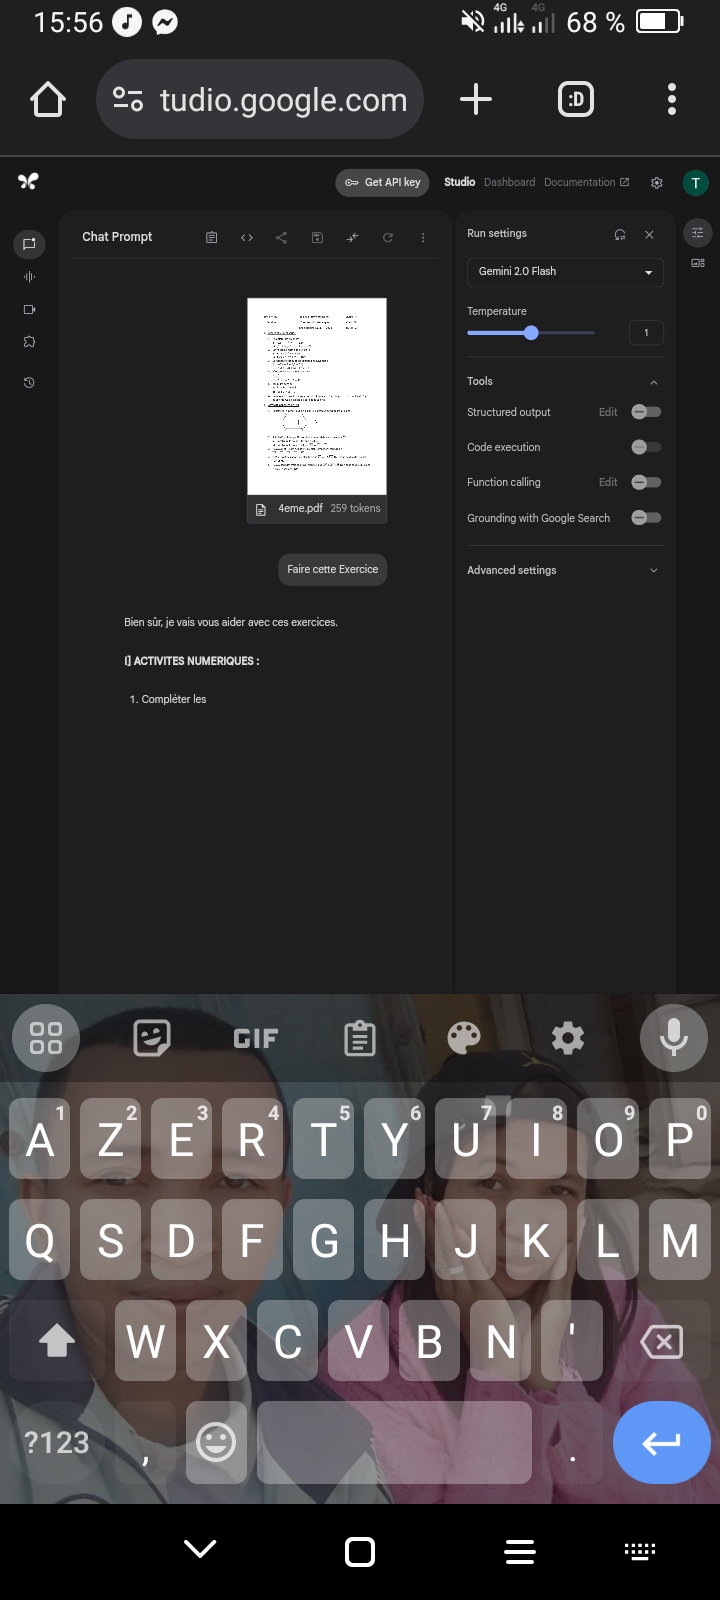 15:56
4G 4G 68 %
tudio.google.com
:D
Get API key Studio Dashboard Documentation T
Chat Prompt
Run settings
Gemini 2.0 Flash
Temperature
1
Tools
Structured output Edit
Code execution
Function calling Edit
Grounding with Google Search
Advanced settings
4eme.pdf 259 tokens
Faire cette Exercice
Bien sûr, je vais vous aider avec ces exercices.
I] ACTIVITES NUMERIQUES :
1. Compléter les
GIF
A 1 Z 2 E 3 R 4 T 5 Y 6 U 7 I 8 O 9 P 0
Q S D F G H J K L M
W X C V B N '
?123 , .